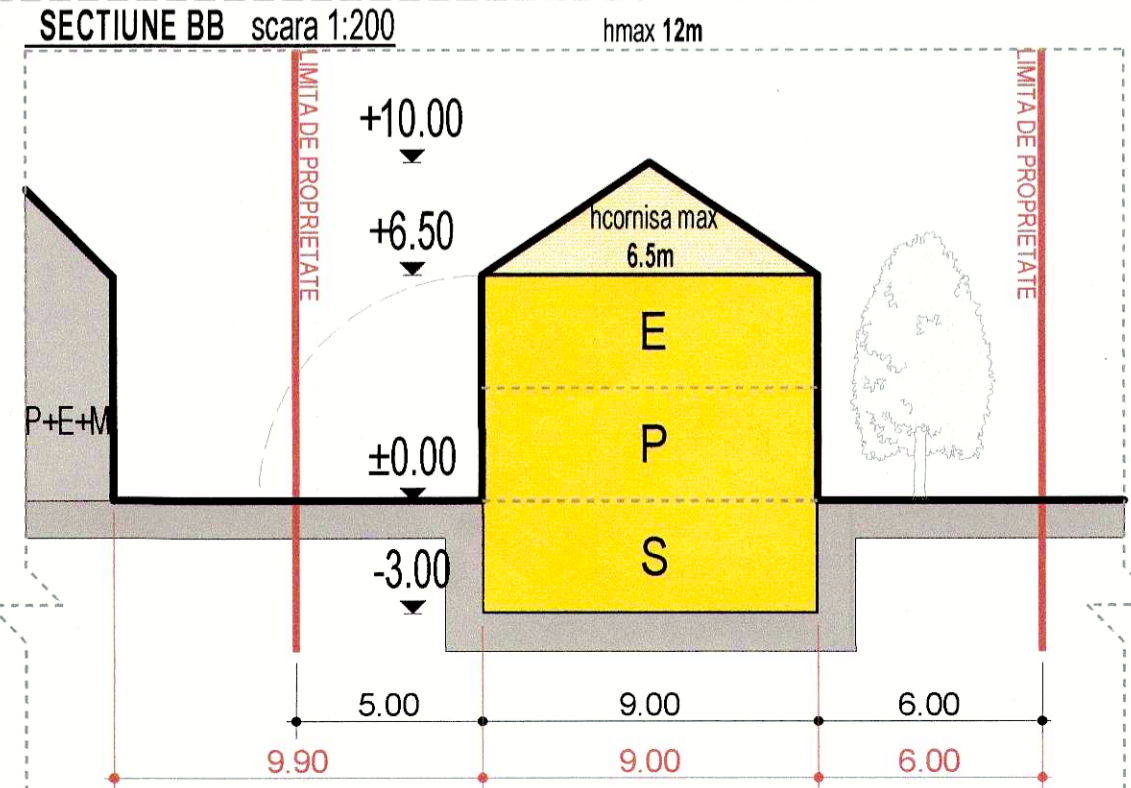 SECTIUNE BB scara 1:200
hmax 12m
LIMITA DE PROPRIETATE
LIMITA DE PROPRIETATE
+10.00
hcornisa max
6.5m
+6.50
E
P+E+M
P
±0.00
S
-3.00
5.00
9.00
6.00
9.90
9.00
6.00